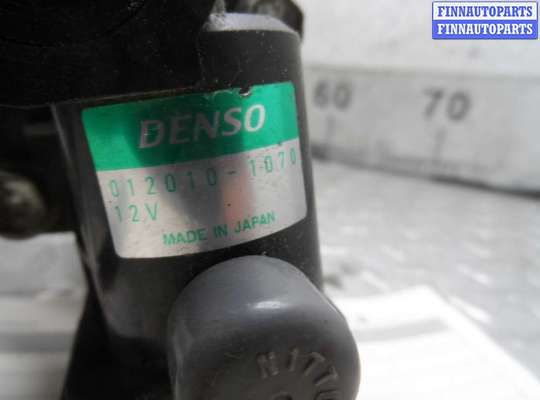 FINNAUTOPARTS
FINNAUTOPARTS
60 70
DENSO
012010-1070
12V
MADE IN JAPAN